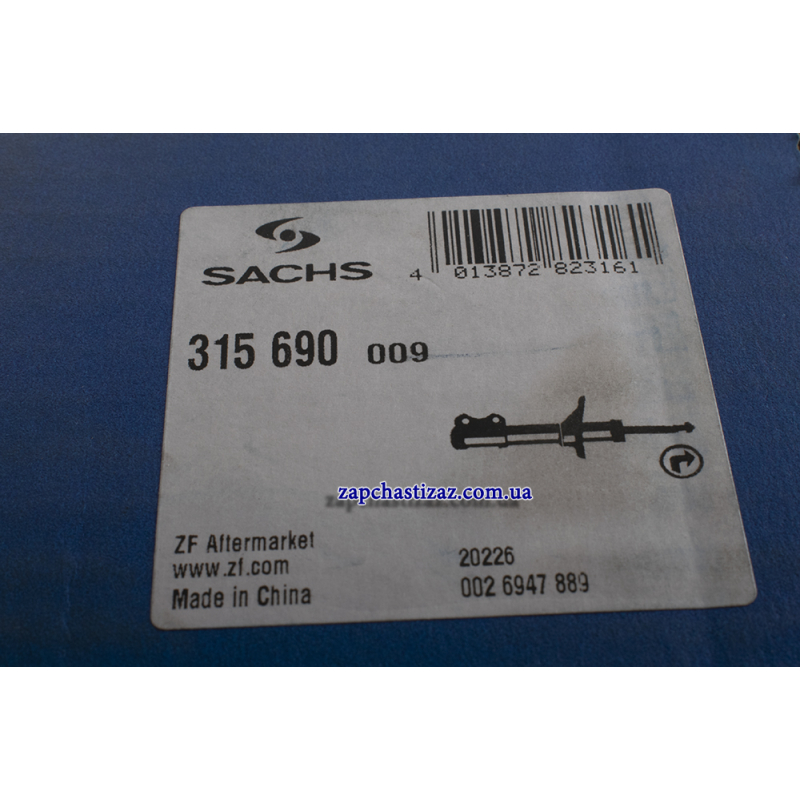 SACHS
4 013872 823161
315 690 009
zapchastizaz.com.ua
ZF Aftermarket
www.zf.com
Made in China
20226
002 6947 889